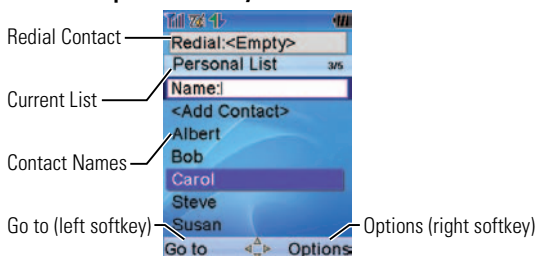 Redial Contact
Redial:<Empty>
Personal List 3/5
Current List
Name:
<Add Contact>
Albert
Contact Names
Bob
Carol
Steve
Go to (left softkey)
Susan
Options (right softkey)
Go to Options